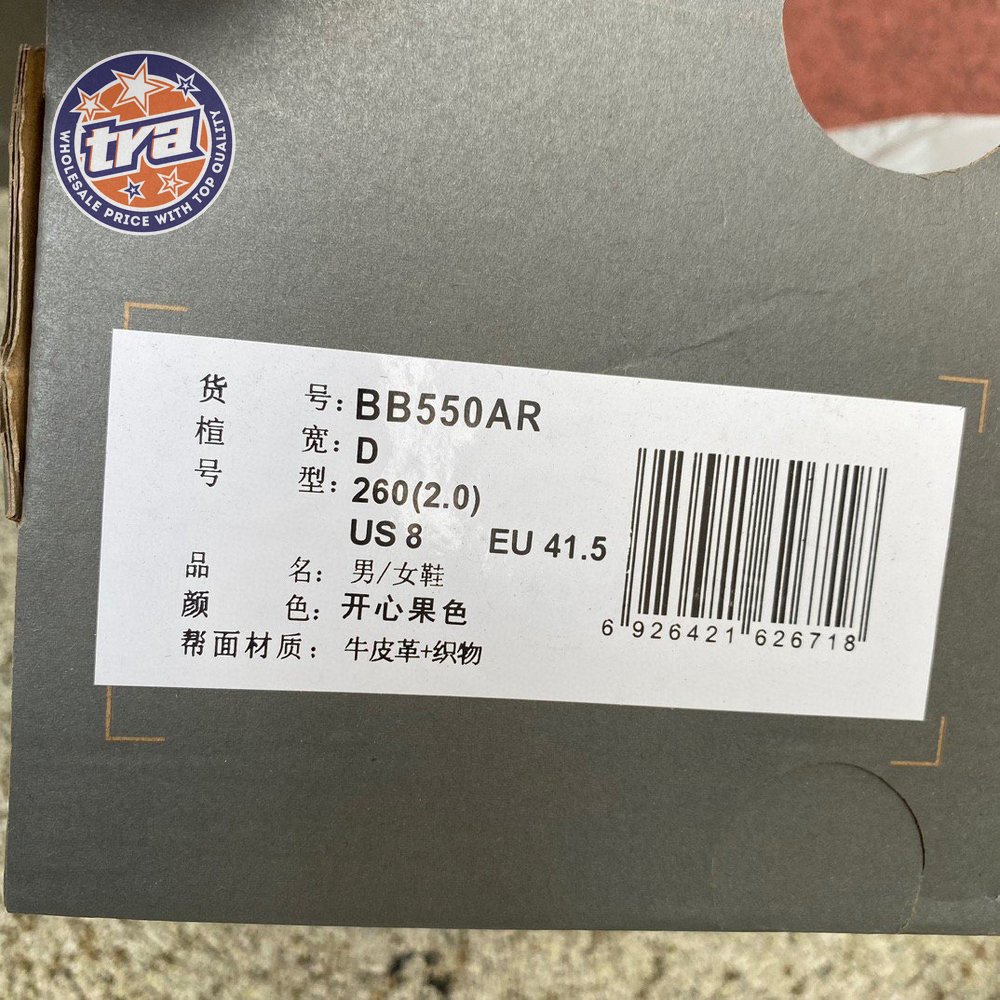 tra
WHOLESALE PRICE WITH TOP QUALITY
货 号: BB550AR
楦 宽: D
号 型: 260(2.0)
US 8 EU 41.5
品 名: 男/女鞋
颜 色: 开心果色
帮面材质: 牛皮革+织物
6 926421 626718